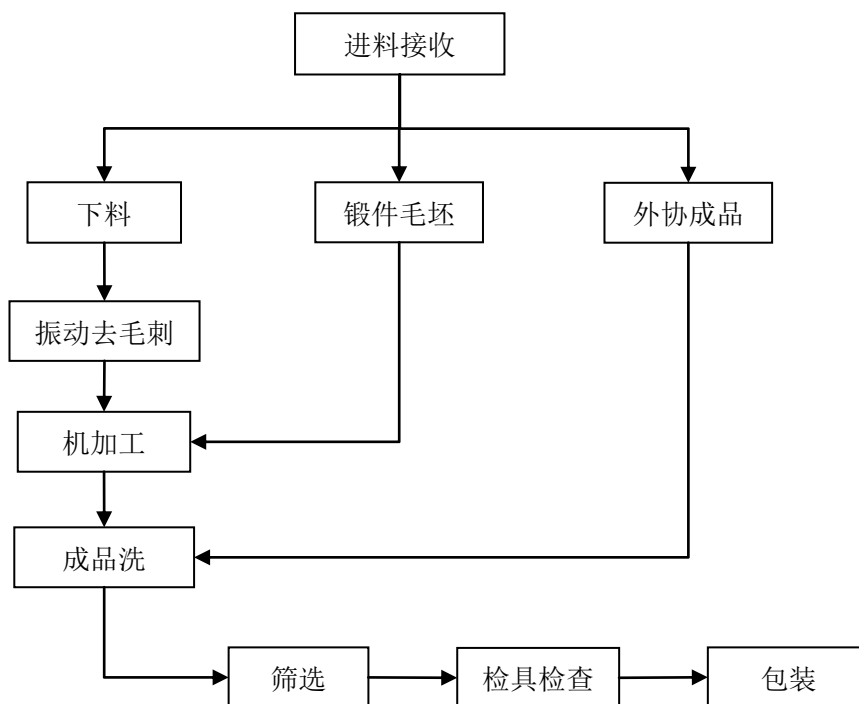 进料接收
下料
锻件毛坯
外协成品
振动去毛刺
机加工
成品洗
筛选
检具检查
包装